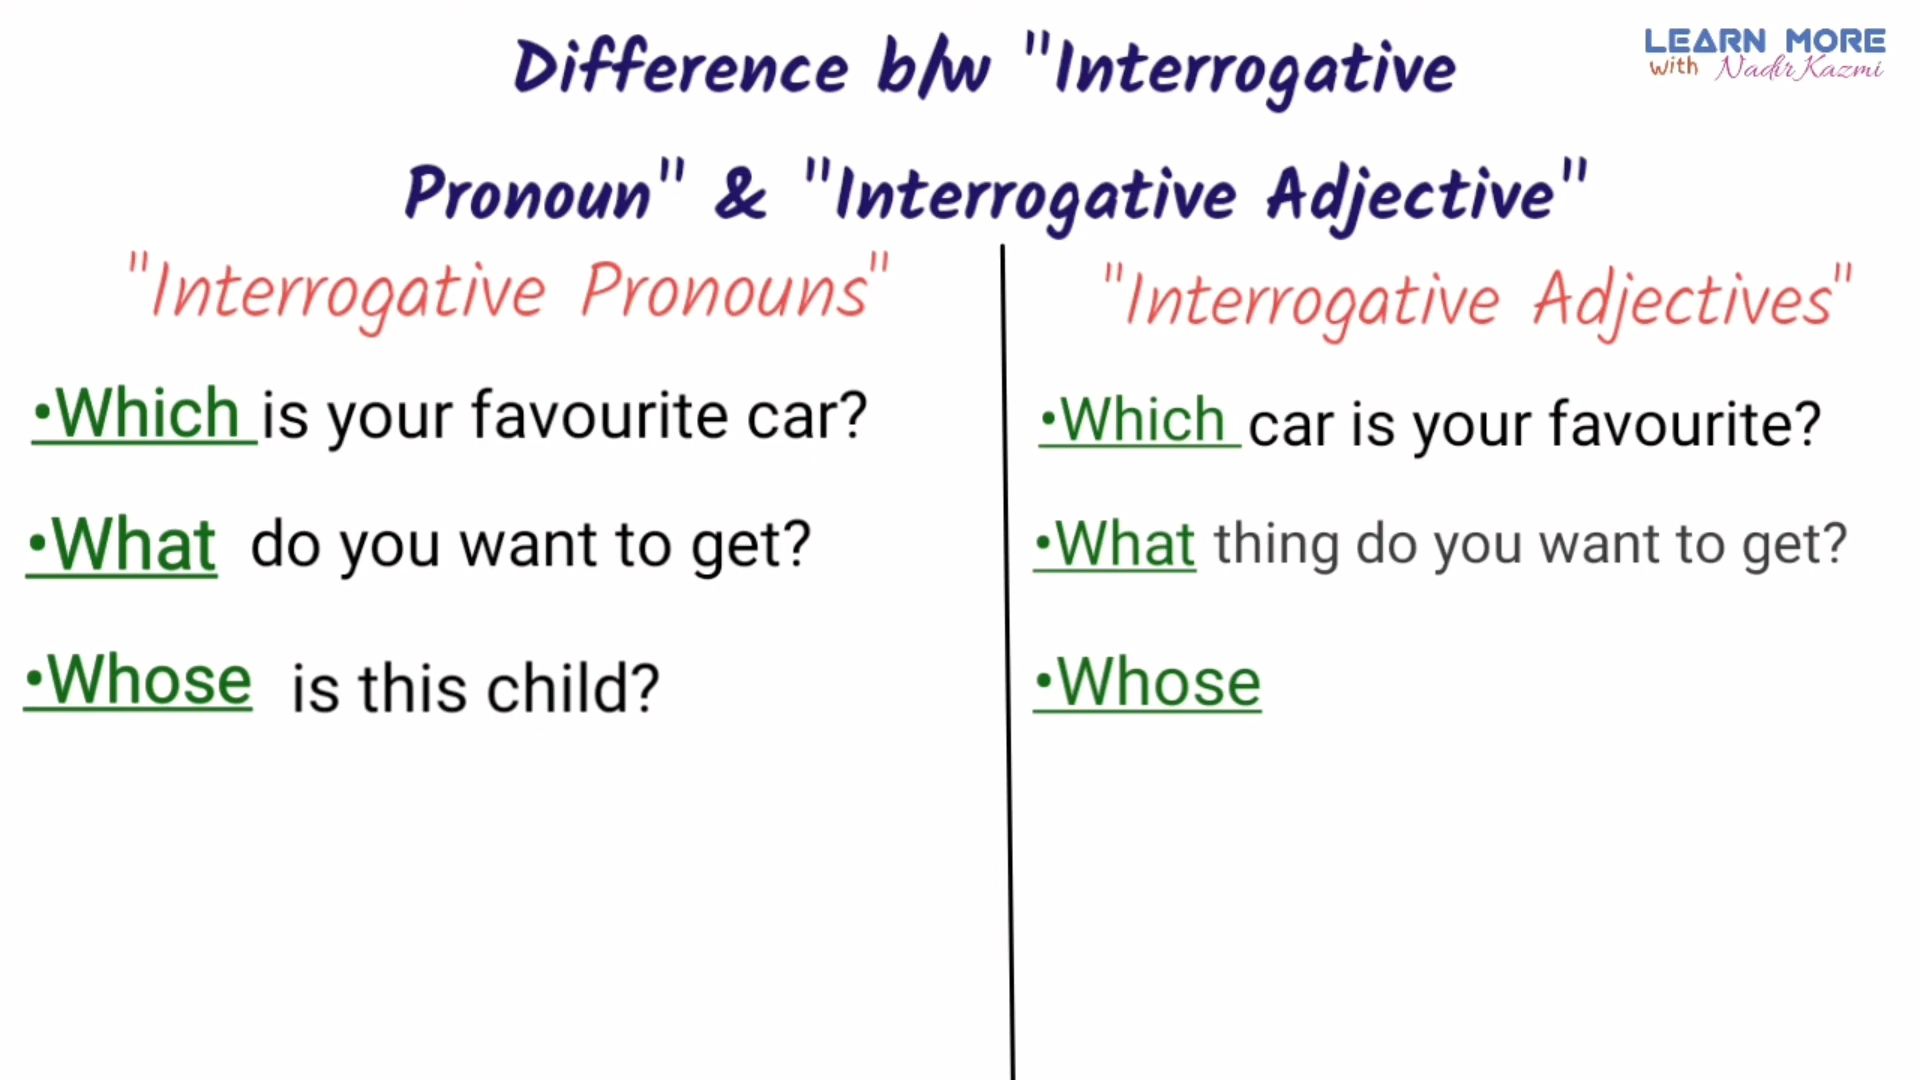 Difference b/w "Interrogative
Pronoun" & "Interrogative Adjective"
LEARN MORE
with Nadir Kazmi
"Interrogative Pronouns"
•Which is your favourite car?
•What do you want to get?
•Whose is this child?
"Interrogative Adjectives"
•Which car is your favourite?
•What thing do you want to get?
•Whose